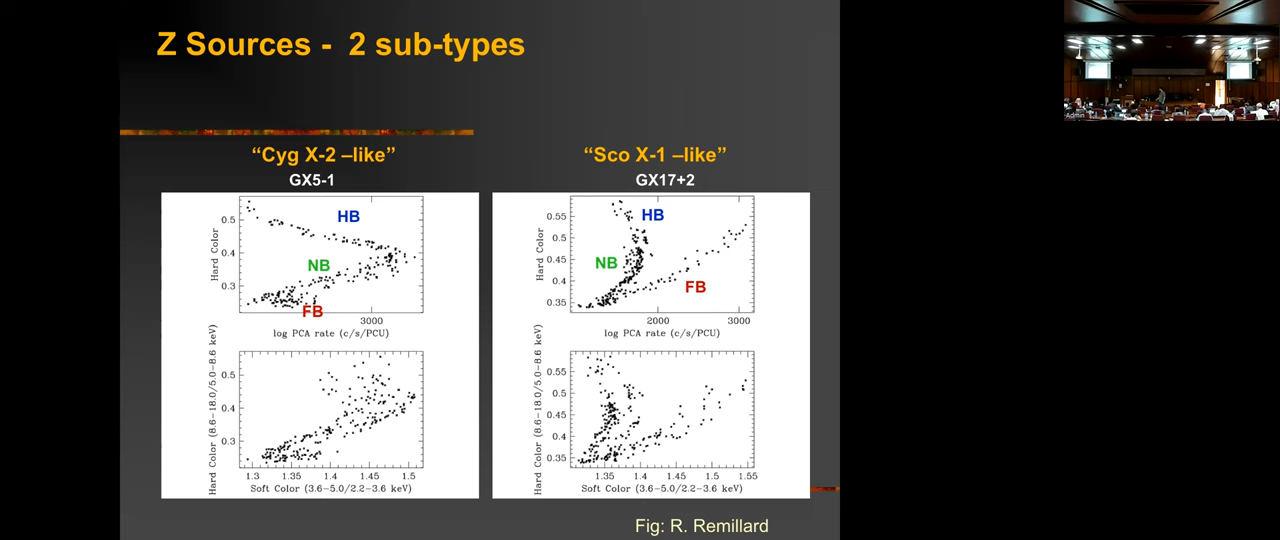 Z Sources - 2 sub-types
“Cyg X-2 –like”
GX5-1
HB
NB
FB
0.5
0.4
0.3
Hard Color
3000
log PCA rate (c/s/PCU)
0.5
0.4
0.3
Hard Color (8.6−18.0/5.0−8.6 keV)
1.3 1.35 1.4 1.45 1.5
Soft Color (3.6−5.0/2.2−3.6 keV)
“Sco X-1 –like”
GX17+2
HB
NB
FB
0.55
0.5
0.45
0.4
0.35
Hard Color
2000 3000
log PCA rate (c/s/PCU)
0.55
0.5
0.45
0.4
0.35
Hard Color (8.6−18.0/5.0−8.6 keV)
1.35 1.4 1.45 1.5 1.55
Soft Color (3.6−5.0/2.2−3.6 keV)
Fig: R. Remillard
Admin